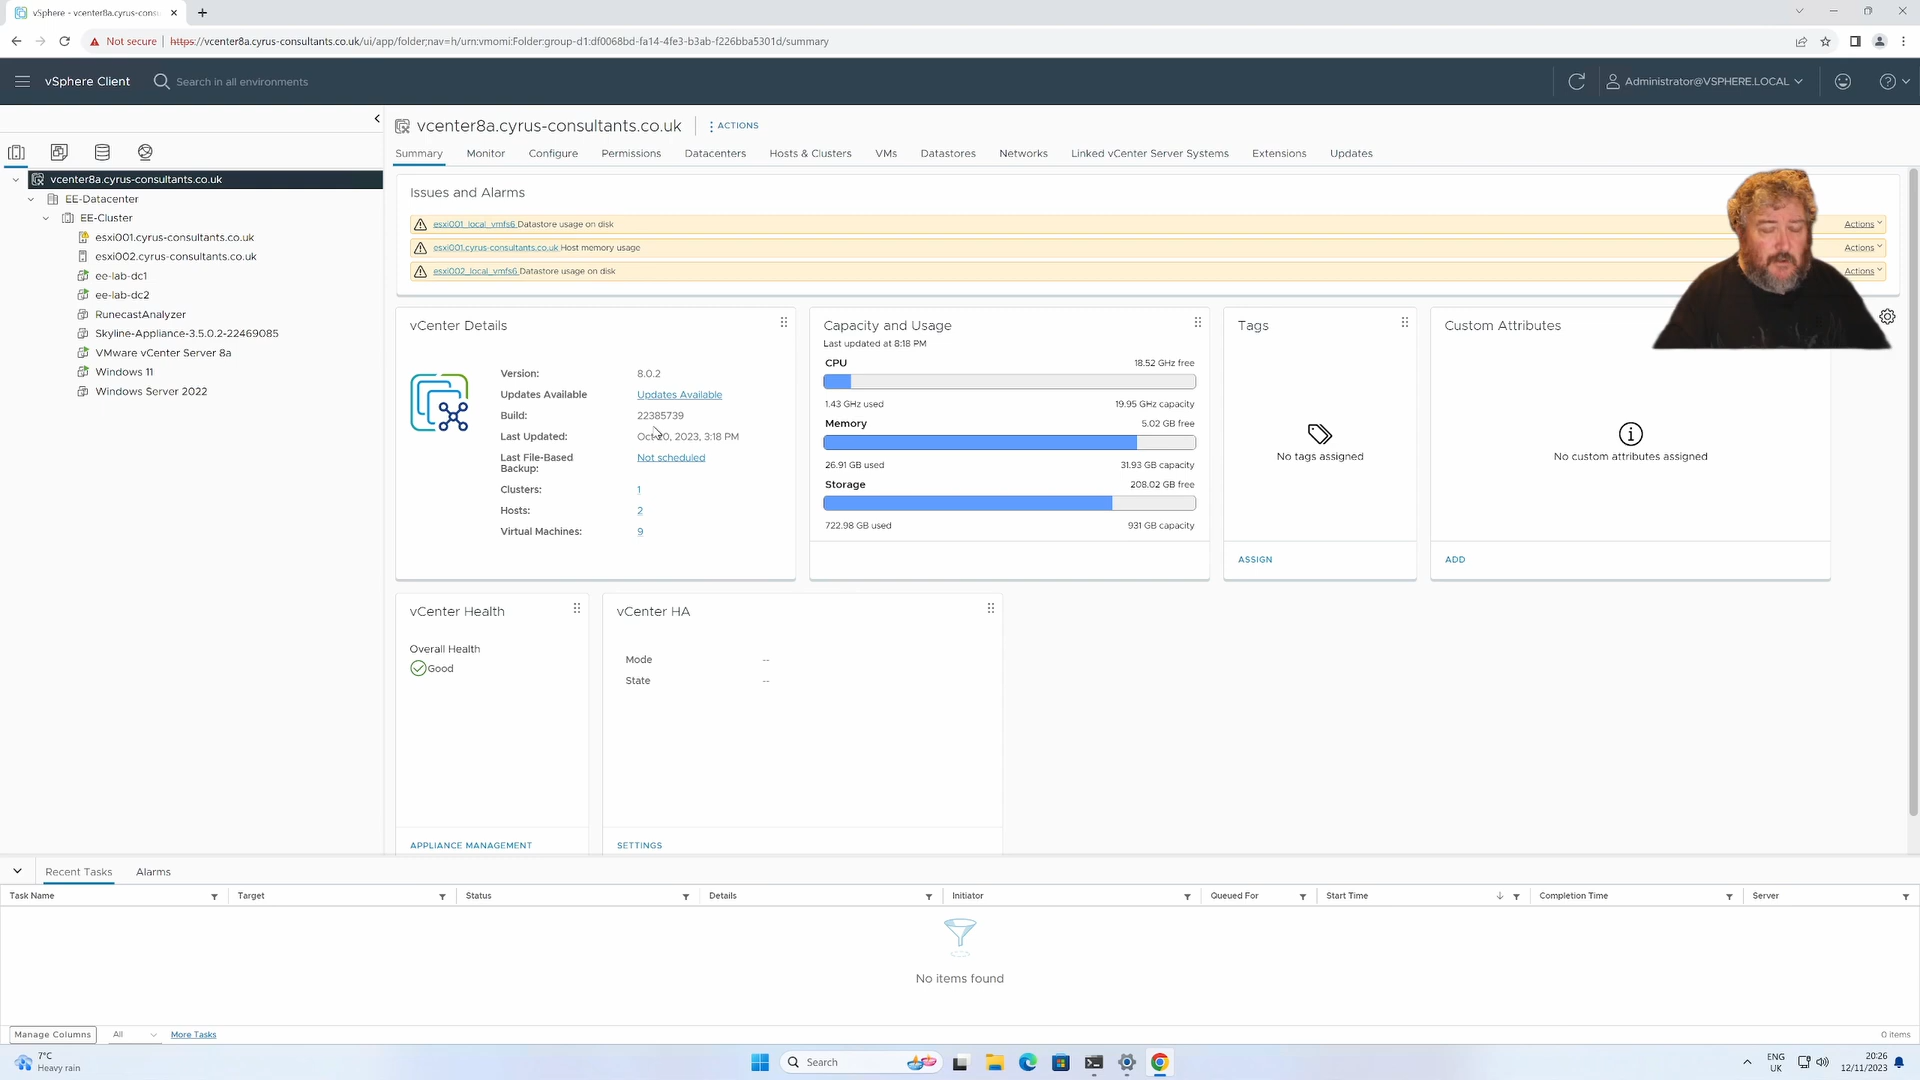 vSphere - vcenter8a.cyrus-cons
Not secure
https://vcenter8a.cyrus-consultants.co.uk/ui/app/folder;nav=h/urn:vmomi:Folder:group-d1:df0068bd-fa14-4fe3-b3ab-f226bba5301d/summary
vSphere Client
Search in all environments
Administrator@VSPHERE.LOCAL
vcenter8a.cyrus-consultants.co.uk
ACTIONS
Summary
Monitor
Configure
Permissions
Datacenters
Hosts & Clusters
VMs
Datastores
Networks
Linked vCenter Server Systems
Extensions
Updates
vcenter8a.cyrus-consultants.co.uk
EE-Datacenter
EE-Cluster
esxi001.cyrus-consultants.co.uk
esxi002.cyrus-consultants.co.uk
ee-lab-dc1
ee-lab-dc2
RunecastAnalyzer
Skyline-Appliance-3.5.0.2-22469085
VMware vCenter Server 8a
Windows 11
Windows Server 2022
Issues and Alarms
esxi001_local_vmfs6 Datastore usage on disk
Actions
esxi001.cyrus-consultants.co.uk Host memory usage
Actions
esxi002_local_vmfs6 Datastore usage on disk
Actions
vCenter Details
Version: 8.0.2
Updates Available Updates Available
Build: 22385739
Last Updated: Oct 20, 2023, 3:18 PM
Last File-Based Not scheduled
Backup:
Clusters: 1
Hosts: 2
Virtual Machines: 9
Capacity and Usage
Last updated at 8:18 PM
CPU 18.52 GHz free
1.43 GHz used 19.95 GHz capacity
Memory 5.02 GB free
26.91 GB used 31.93 GB capacity
Storage 208.02 GB free
722.98 GB used 931 GB capacity
Tags
No tags assigned
ASSIGN
Custom Attributes
No custom attributes assigned
ADD
vCenter Health
Overall Health
Good
APPLIANCE MANAGEMENT
vCenter HA
Mode --
State --
SETTINGS
Recent Tasks
Alarms
Task Name
Target
Status
Details
Initiator
Queued For
Start Time
Completion Time
Server
No items found
Manage Columns
All
More Tasks
0 items
7°C
Heavy rain
Search
ENG
UK
20:26
12/11/2023